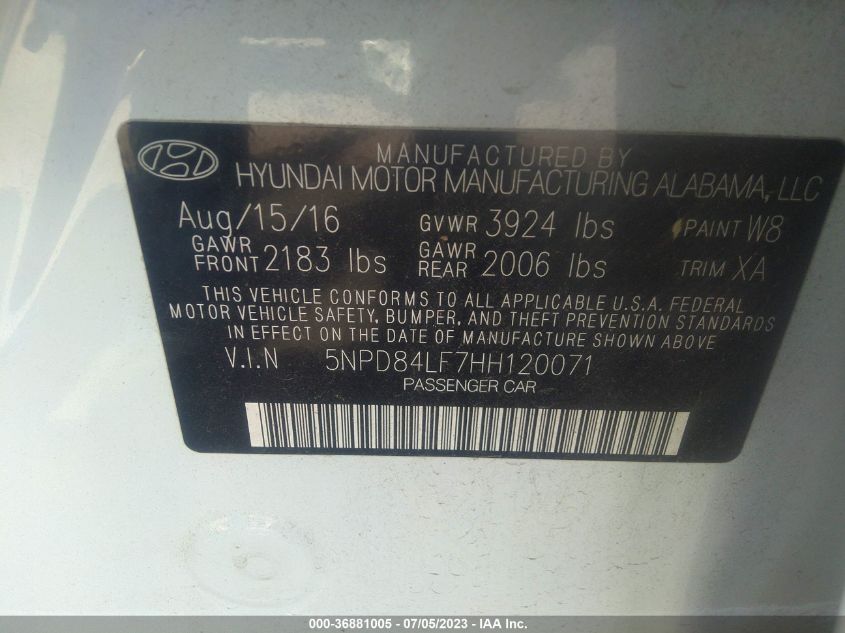 MANUFACTURED BY
HYUNDAI MOTOR MANUFACTURING ALABAMA, LLC
Aug/15/16 GVWR 3924 lbs PAINT W8
GAWR FRONT 2183 lbs GAWR REAR 2006 lbs TRIM XA
THIS VEHICLE CONFORMS TO ALL APPLICABLE U.S.A. FEDERAL
MOTOR VEHICLE SAFETY, BUMPER, AND THEFT PREVENTION STANDARDS
IN EFFECT ON THE DATE OF MANUFACTURE SHOWN ABOVE
V.I.N 5NPD84LF7HH120071
PASSENGER CAR
000-36881005 - 07/05/2023 - IAA Inc.